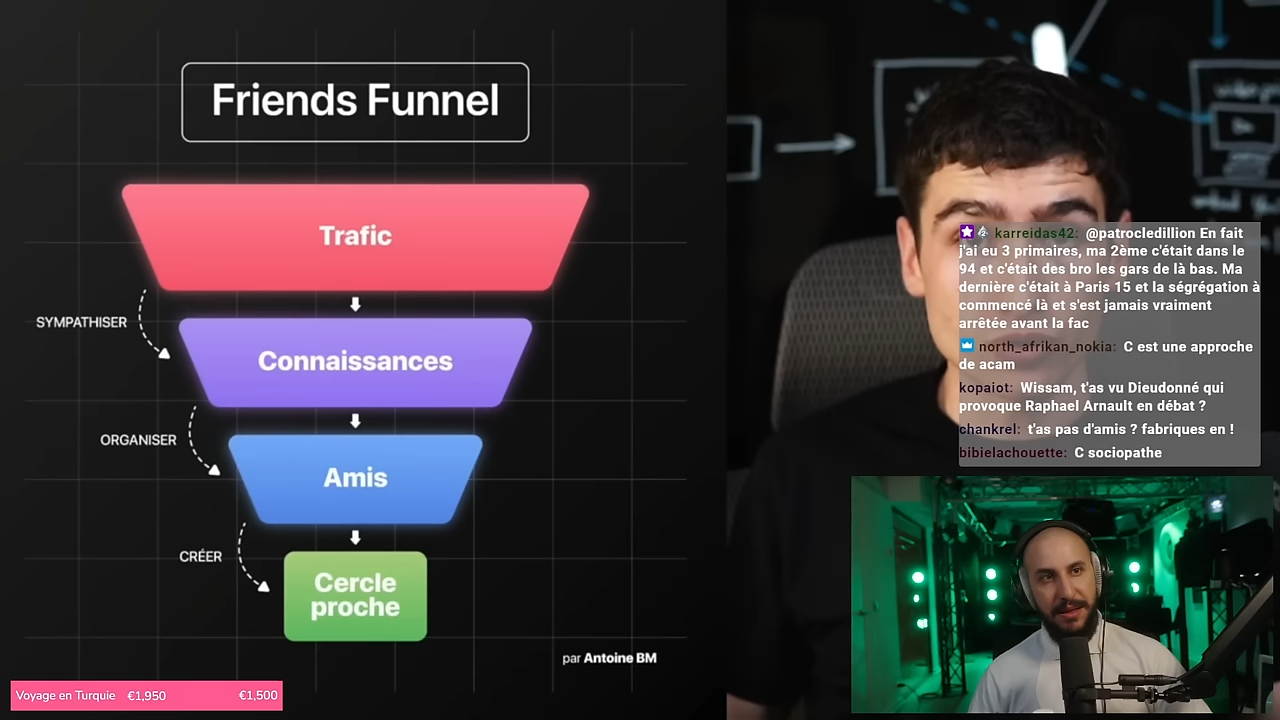 Friends Funnel
Trafic
SYMPATHISER
Connaissances
ORGANISER
Amis
CRÉER
Cercle
proche
par Antoine BM
Voyage en Turquie €1,950 €1,500
karreidas42: @patrocledillion En fait
j'ai eu 3 primaires, ma 2ème c'était dans le
94 et c'était des bro les gars de là bas. Ma
dernière c'était à Paris 15 et la ségrégation à
commencé là et s'est jamais vraiment
arrêtée avant la fac
north_afrikan_nokia: C est une approche
de acam
kopaiot: Wissam, t'as vu Dieudonné qui
provoque Raphael Arnault en débat ?
chankrel: t'as pas d'amis ? fabriques en !
bibielachouette: C sociopathe